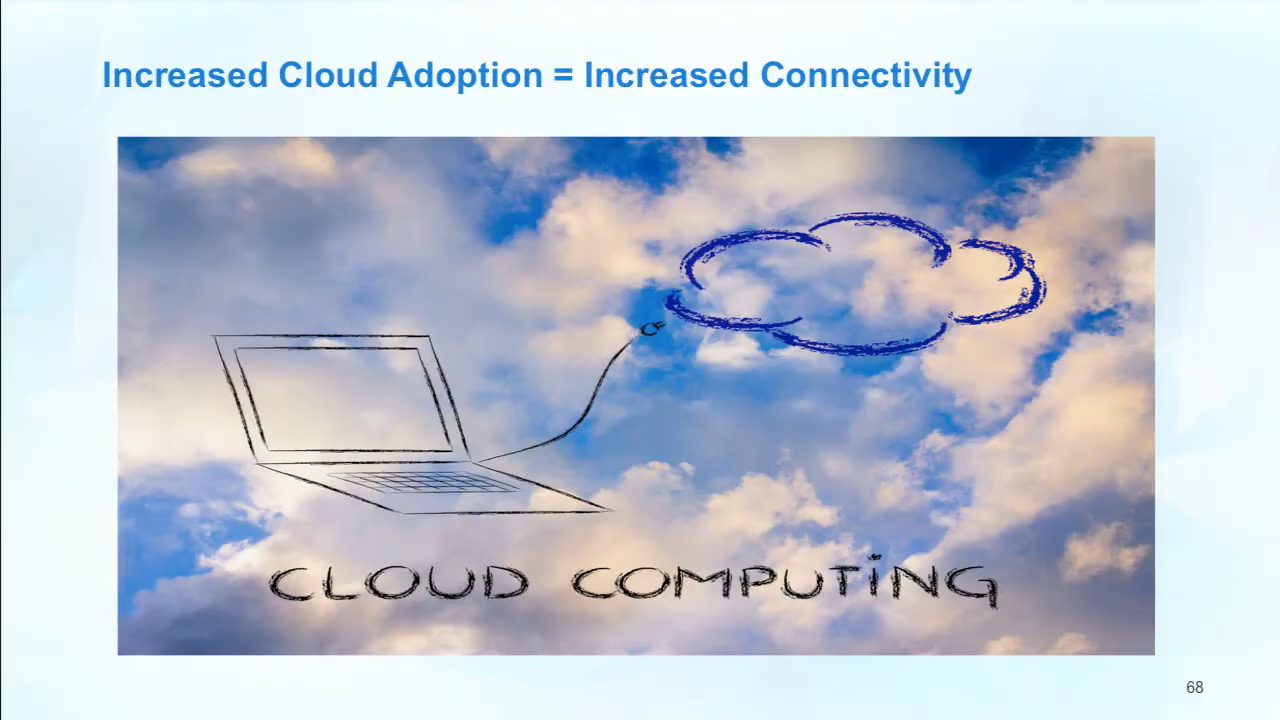 Increased Cloud Adoption = Increased Connectivity
CLOUD COMPUTiNG
68